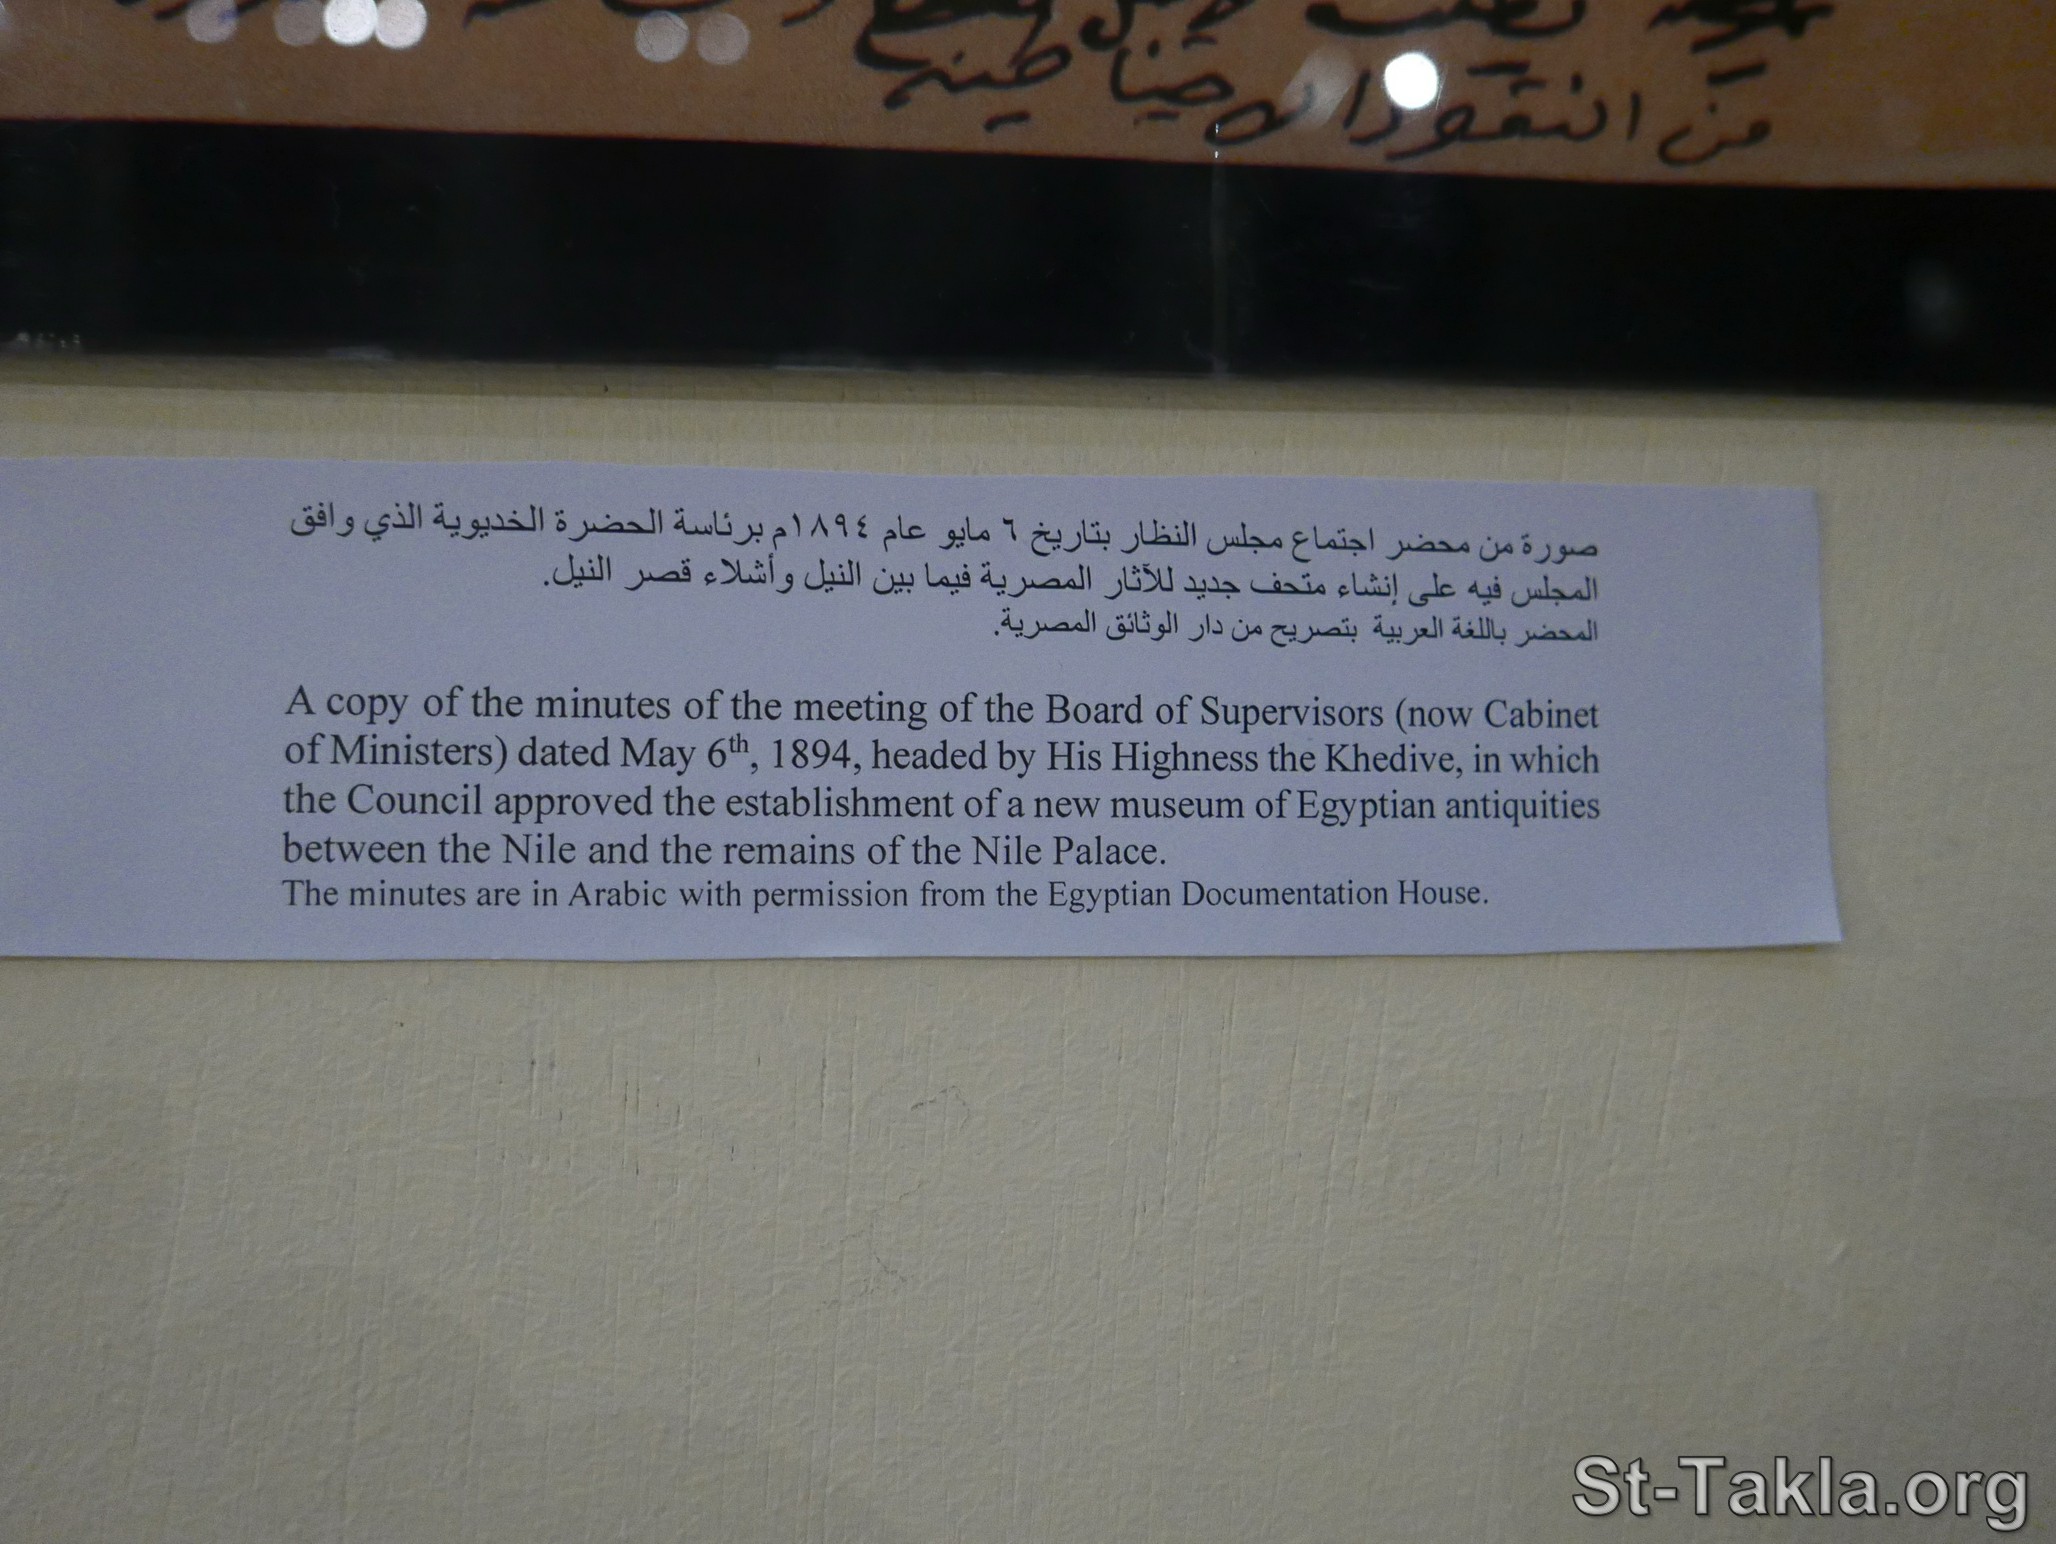 من النقود الاحتياطية
صورة من محضر اجتماع مجلس النظار بتاريخ ٦ مايو عام ١٨٩٤م برئاسة الحضرة الخديوية الذي وافق
المجلس فيه على إنشاء متحف جديد للآثار المصرية فيما بين النيل وأشلاء قصر النيل.
المحضر باللغة العربية بتصريح من دار الوثائق المصرية.
A copy of the minutes of the meeting of the Board of Supervisors (now Cabinet
of Ministers) dated May 6th, 1894, headed by His Highness the Khedive, in which
the Council approved the establishment of a new museum of Egyptian antiquities
between the Nile and the remains of the Nile Palace.
The minutes are in Arabic with permission from the Egyptian Documentation House.
St-Takla.org